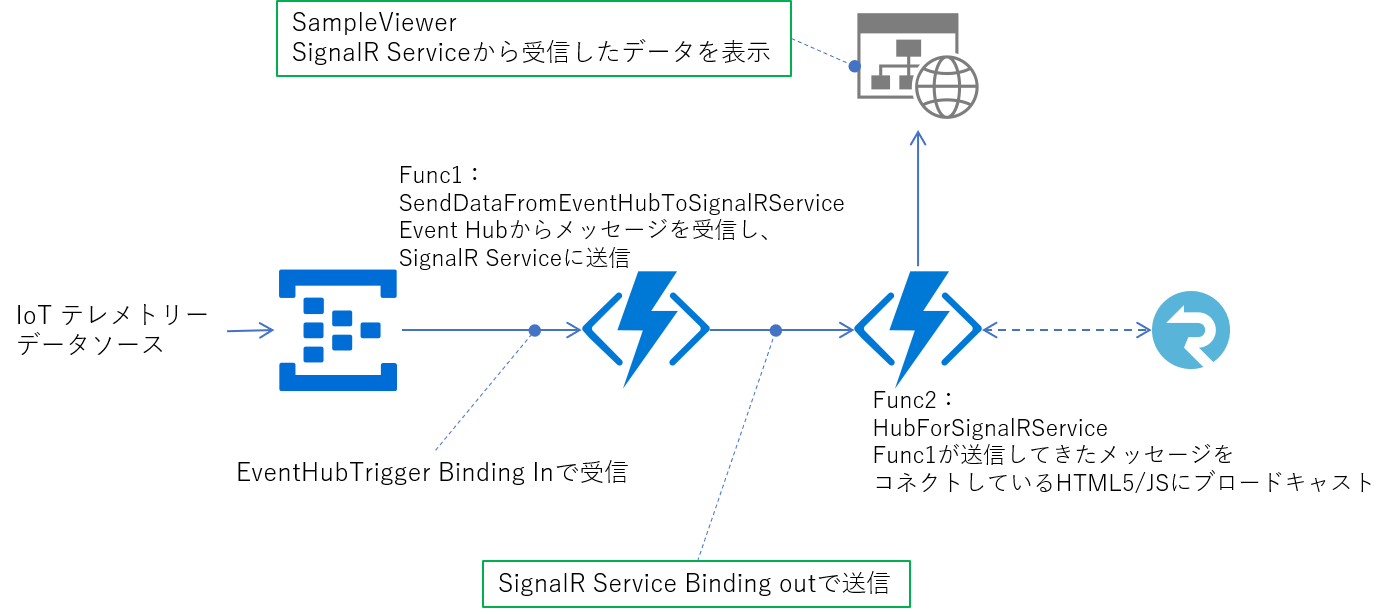 SampleViewer
SignalR Serviceから受信したデータを表示
Func1：
SendDataFromEventHubToSignalRService
Event Hubからメッセージを受信し、
SignalR Serviceに送信
IoT テレメトリー
データソース
Func2：
HubForSignalRService
Func1が送信してきたメッセージを
コネクトしているHTML5/JSにブロードキャスト
EventHubTrigger Binding Inで受信
SignalR Service Binding outで送信